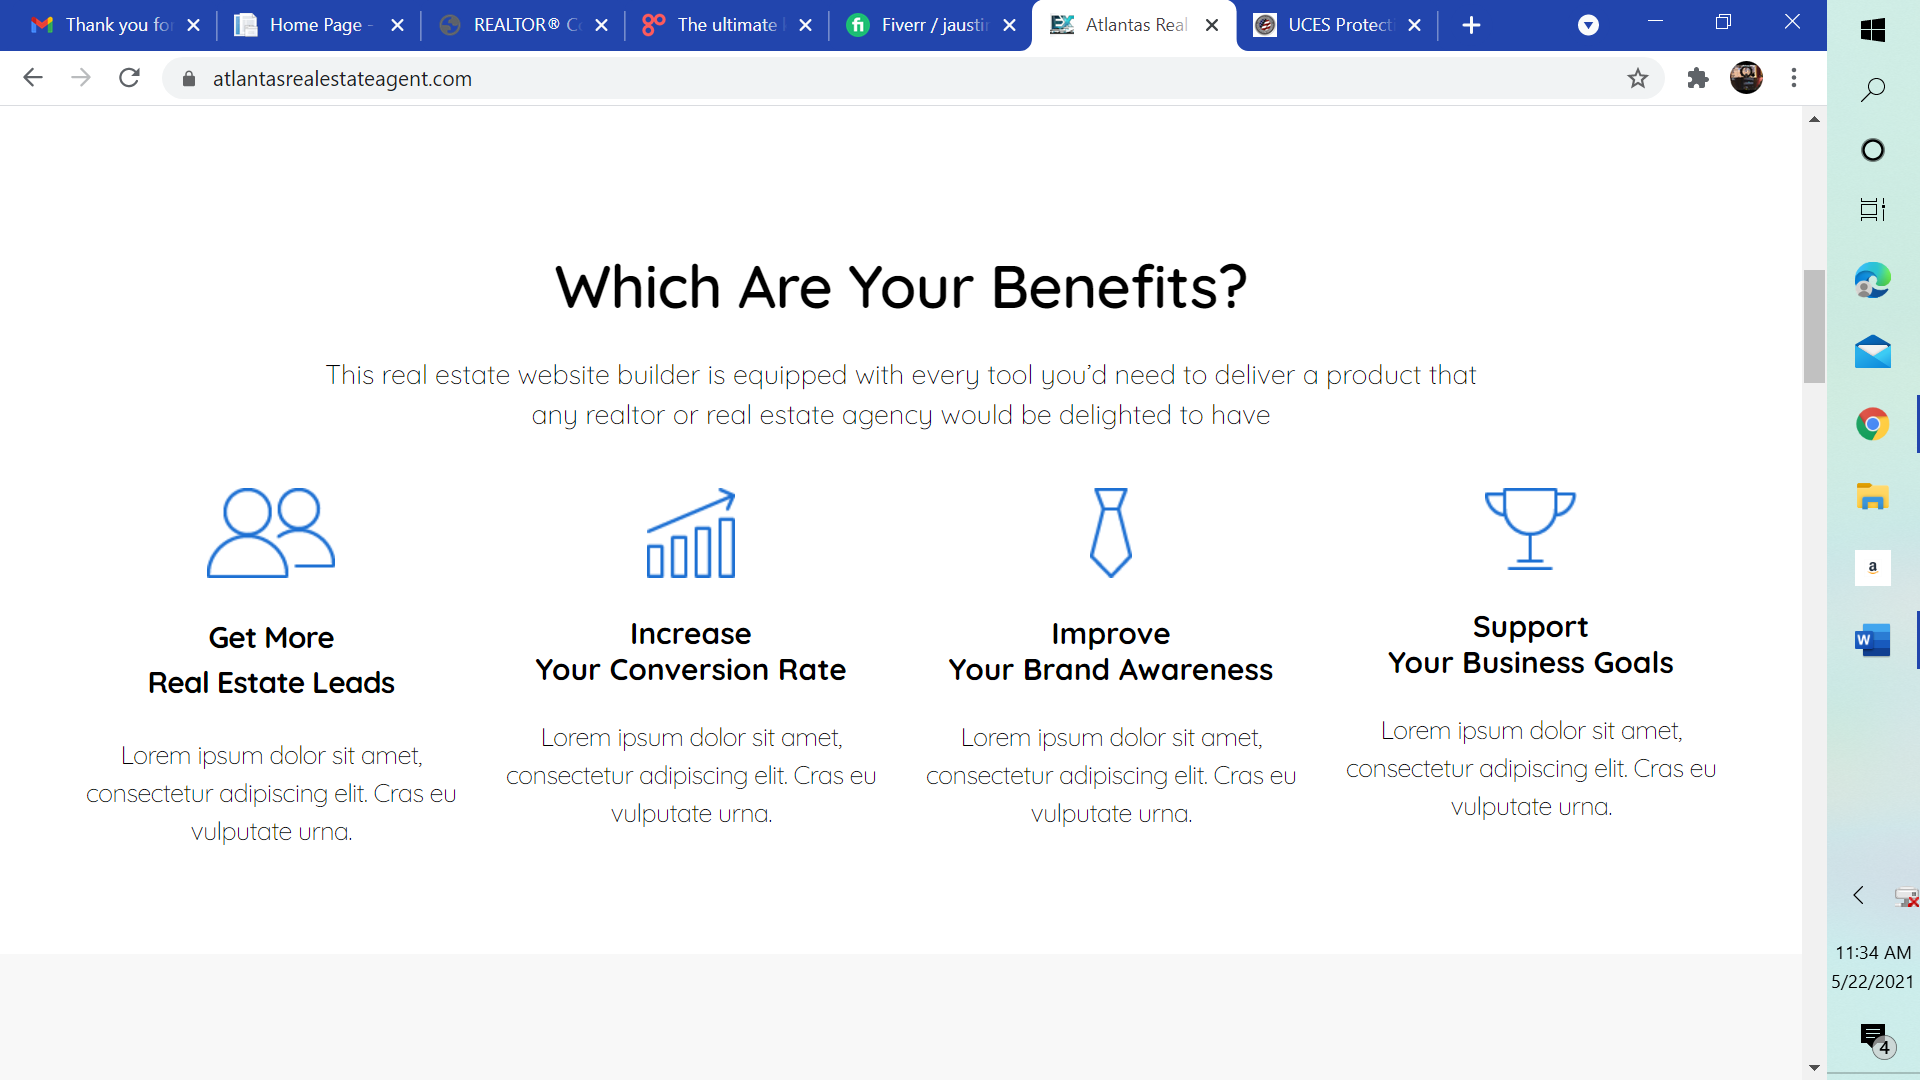 Thank you fo
Home Page -
REALTOR® C
The ultimate
Fiverr / jausti
Atlantas Real
UCES Protect
atlantasrealestateagent.com
Which Are Your Benefits?
This real estate website builder is equipped with every tool you’d need to deliver a product that
any realtor or real estate agency would be delighted to have
Get More
Real Estate Leads
Lorem ipsum dolor sit amet,
consectetur adipiscing elit. Cras eu
vulputate urna.
Increase
Your Conversion Rate
Lorem ipsum dolor sit amet,
consectetur adipiscing elit. Cras eu
vulputate urna.
Improve
Your Brand Awareness
Lorem ipsum dolor sit amet,
consectetur adipiscing elit. Cras eu
vulputate urna.
Support
Your Business Goals
Lorem ipsum dolor sit amet,
consectetur adipiscing elit. Cras eu
vulputate urna.
11:34 AM
5/22/2021
4